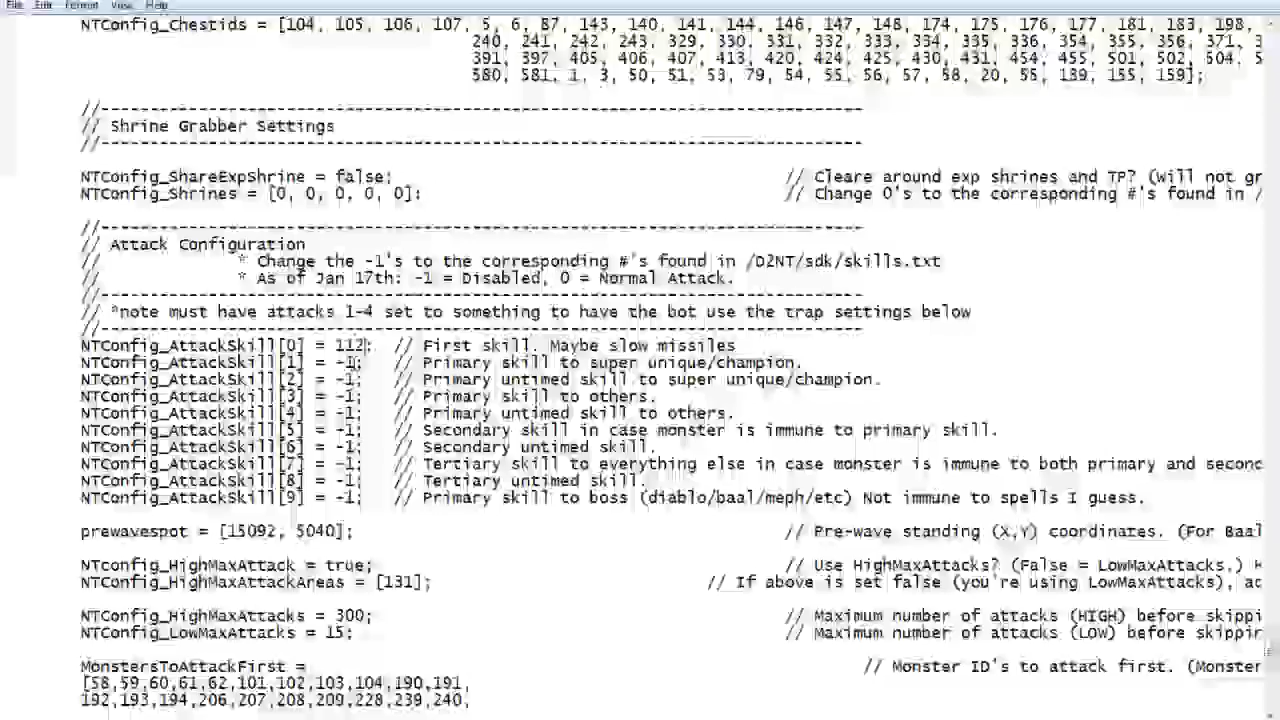 File Edit Format View Help
NTConfig_Chestids = [104, 105, 106, 107, 5, 6, 87, 143, 140, 141, 144, 146, 147, 148, 174, 175, 176, 177, 181, 183, 198,
240, 241, 242, 243, 329, 330, 331, 332, 333, 334, 335, 336, 354, 355, 356, 371, 3
391, 397, 405, 406, 407, 413, 420, 424, 425, 430, 431, 454, 455, 501, 502, 504, 5
580, 581, 1, 3, 50, 51, 53, 79, 54, 55, 56, 57, 58, 20, 55, 139, 155, 159];
//------------------------------------------------------------------------------
// Shrine Grabber Settings
//------------------------------------------------------------------------------
NTConfig_ShareExpShrine = false; // Cleare around exp shrines and TP? (Will not gr
NTConfig_Shrines = [0, 0, 0, 0, 0]; // Change 0's to the corresponding #'s found in /
//------------------------------------------------------------------------------
// Attack Configuration
// * Change the -1's to the corresponding #'s found in /D2NT/sdk/skills.txt
// * As of Jan 17th: -1 = Disabled, 0 = Normal Attack.
//------------------------------------------------------------------------------
// *note must have attacks 1-4 set to something to have the bot use the trap settings below
//------------------------------------------------------------------------------
NTConfig_AttackSkill[0] = 112; // First skill. Maybe slow missiles
NTConfig_AttackSkill[1] = -1; // Primary skill to super unique/champion.
NTConfig_AttackSkill[2] = -1; // Primary untimed skill to super unique/champion.
NTConfig_AttackSkill[3] = -1; // Primary skill to others.
NTConfig_AttackSkill[4] = -1; // Primary untimed skill to others.
NTConfig_AttackSkill[5] = -1; // Secondary skill in case monster is immune to primary skill.
NTConfig_AttackSkill[6] = -1; // Secondary untimed skill.
NTConfig_AttackSkill[7] = -1; // Tertiary skill to everything else in case monster is immune to both primary and second
NTConfig_AttackSkill[8] = -1; // Tertiary untimed skill.
NTConfig_AttackSkill[9] = -1; // Primary skill to boss (diablo/baal/meph/etc) Not immune to spells I guess.
prewavespot = [15092, 5040]; // Pre-wave standing (X,Y) coordinates. (For Baal
NTConfig_HighMaxAttack = true; // Use HighMaxAttacks? (False = LowMaxAttacks.) H
NTConfig_HighMaxAttackAreas = [131]; // If above is set false (you're using LowMaxAttacks), ad
NTConfig_HighMaxAttacks = 300; // Maximum number of attacks (HIGH) before skippi
NTConfig_LowMaxAttacks = 15; // Maximum number of attacks (LOW) before skippin
MonstersToAttackFirst = // Monster ID's to attack first. (Monster
[58,59,60,61,62,101,102,103,104,190,191,
192,193,194,206,207,208,209,228,239,240,